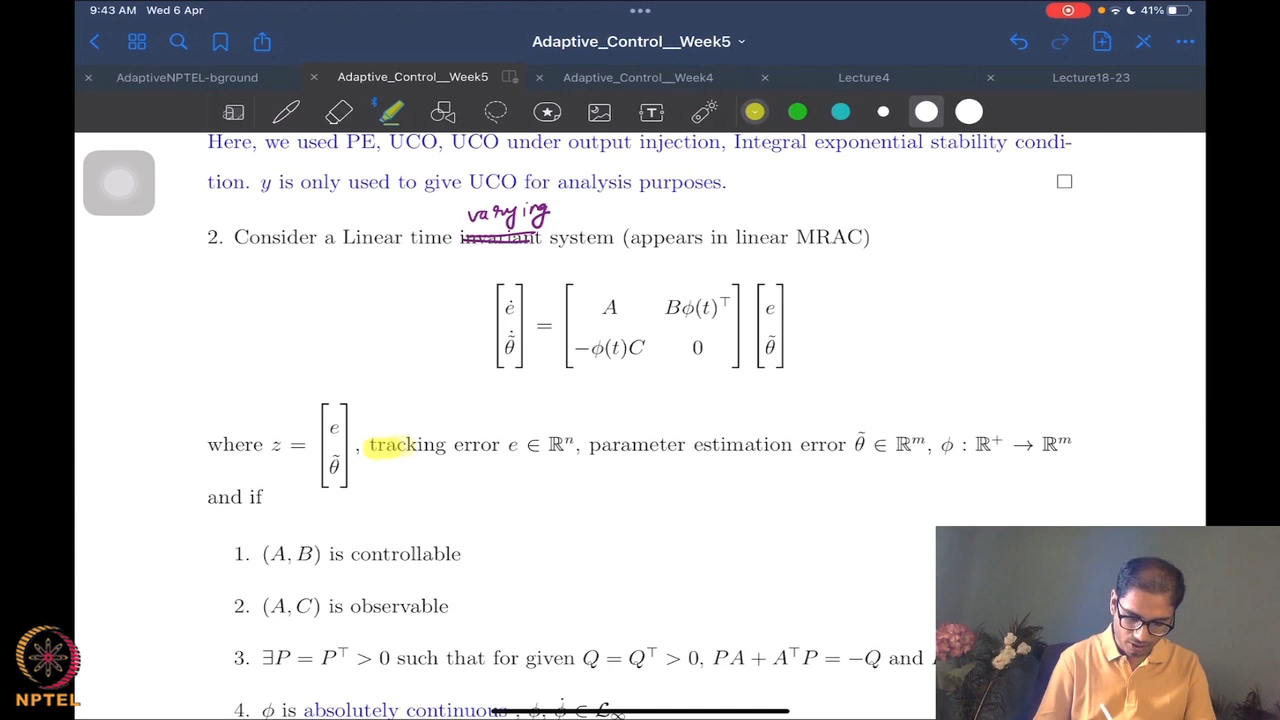 9:43 AM Wed 6 Apr
41%
Adaptive_Control__Week5
AdaptiveNPTEL-bground
Adaptive_Control__Week5
Adaptive_Control__Week4
Lecture4
Lecture18-23
Here, we used PE, UCO, UCO under output injection, Integral exponential stability condi-
tion. y is only used to give UCO for analysis purposes. □
varying
2. Consider a Linear time invariant system (appears in linear MRAC)
[ė; θ̃̇] = [A Bϕ(t)⊤; −ϕ(t)C 0] [e; θ̃]
where z = [e; θ̃], tracking error e ∈ ℝⁿ, parameter estimation error θ̃ ∈ ℝᵐ, ϕ : ℝ⁺ → ℝᵐ
and if
1. (A, B) is controllable
2. (A, C) is observable
3. ∃P = P⊤ > 0 such that for given Q = Q⊤ > 0, PA + A⊤P = −Q and
4. ϕ is absolutely continuous , ϕ, ϕ̇ ∈ ℒ∞
NPTEL